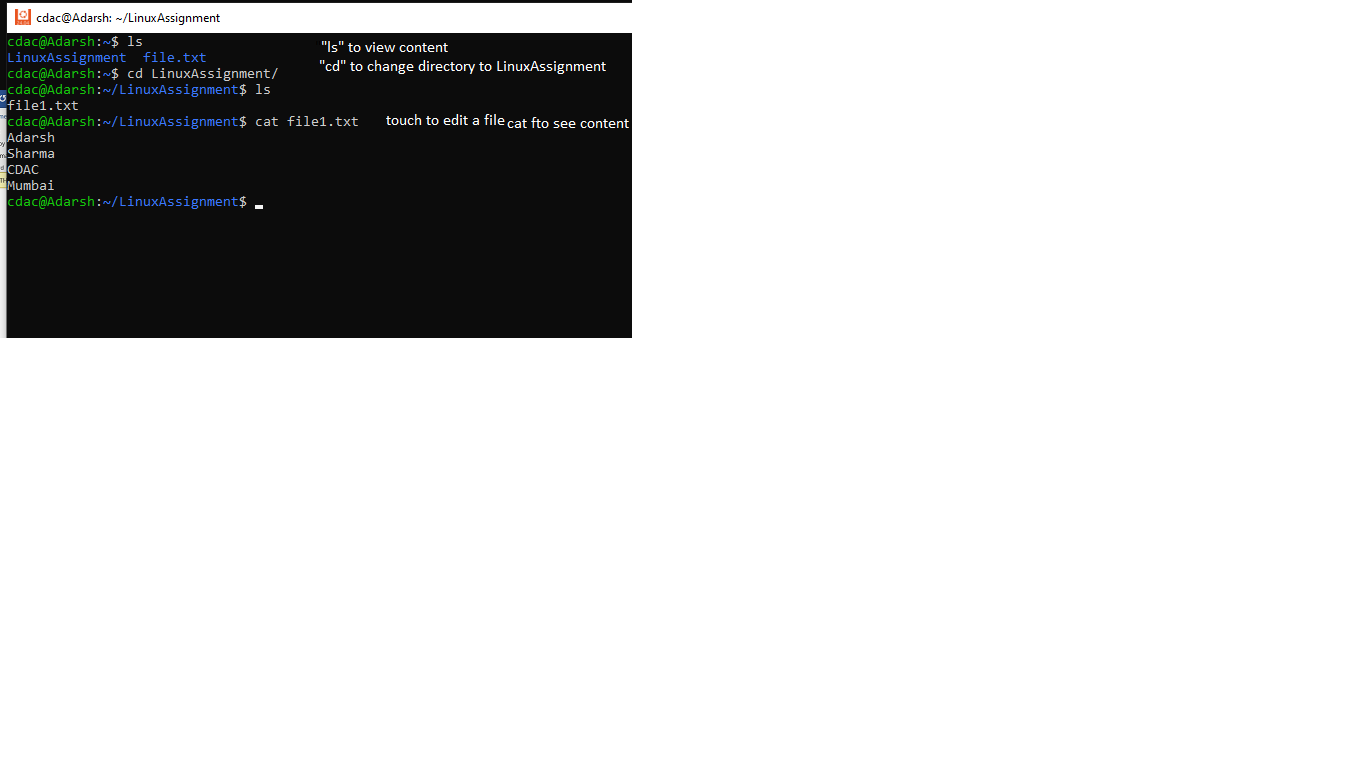 cdac@Adarsh: ~/LinuxAssignment
cdac@Adarsh:~$ ls
"ls" to view content
LinuxAssignment  file.txt
"cd" to change directory to LinuxAssignment
cdac@Adarsh:~$ cd LinuxAssignment/
cdac@Adarsh:~/LinuxAssignment$ ls
file1.txt
cdac@Adarsh:~/LinuxAssignment$ cat file1.txt touch to edit a file cat fto see content
Adarsh
Sharma
CDAC
Mumbai
cdac@Adarsh:~/LinuxAssignment$